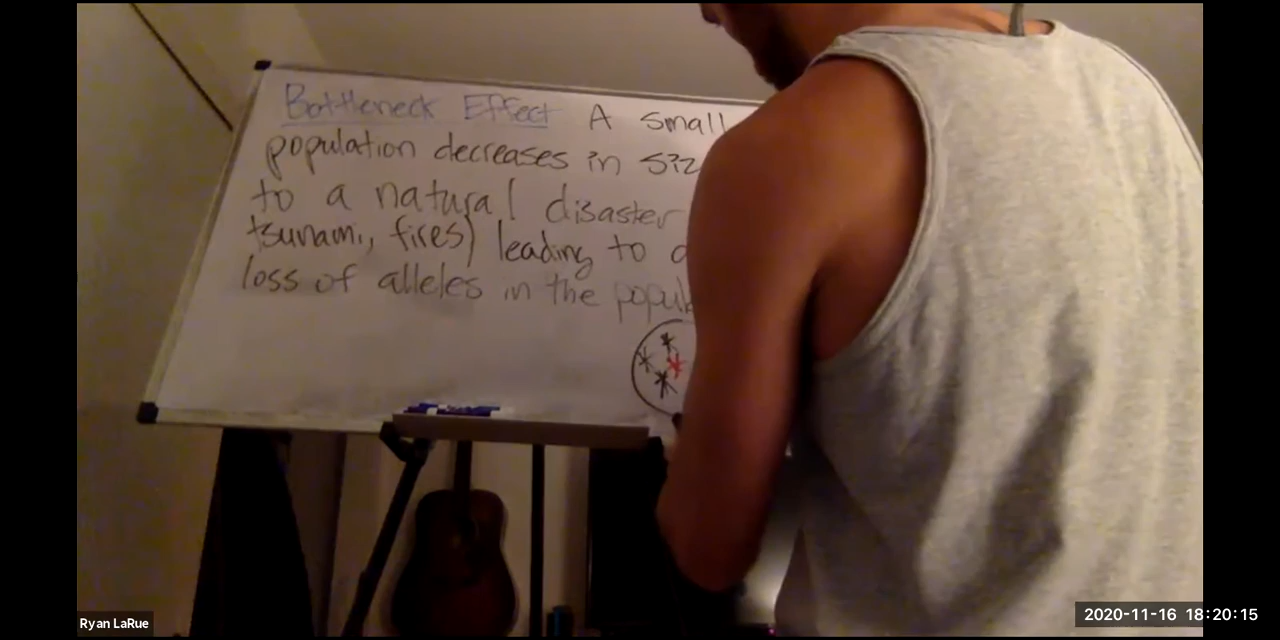 Bottleneck Effect A small
population decreases in siz
to a natural disaster
tsunami, fires) leading to a
loss of alleles in the popul
Ryan LaRue
2020-11-16 18:20:15